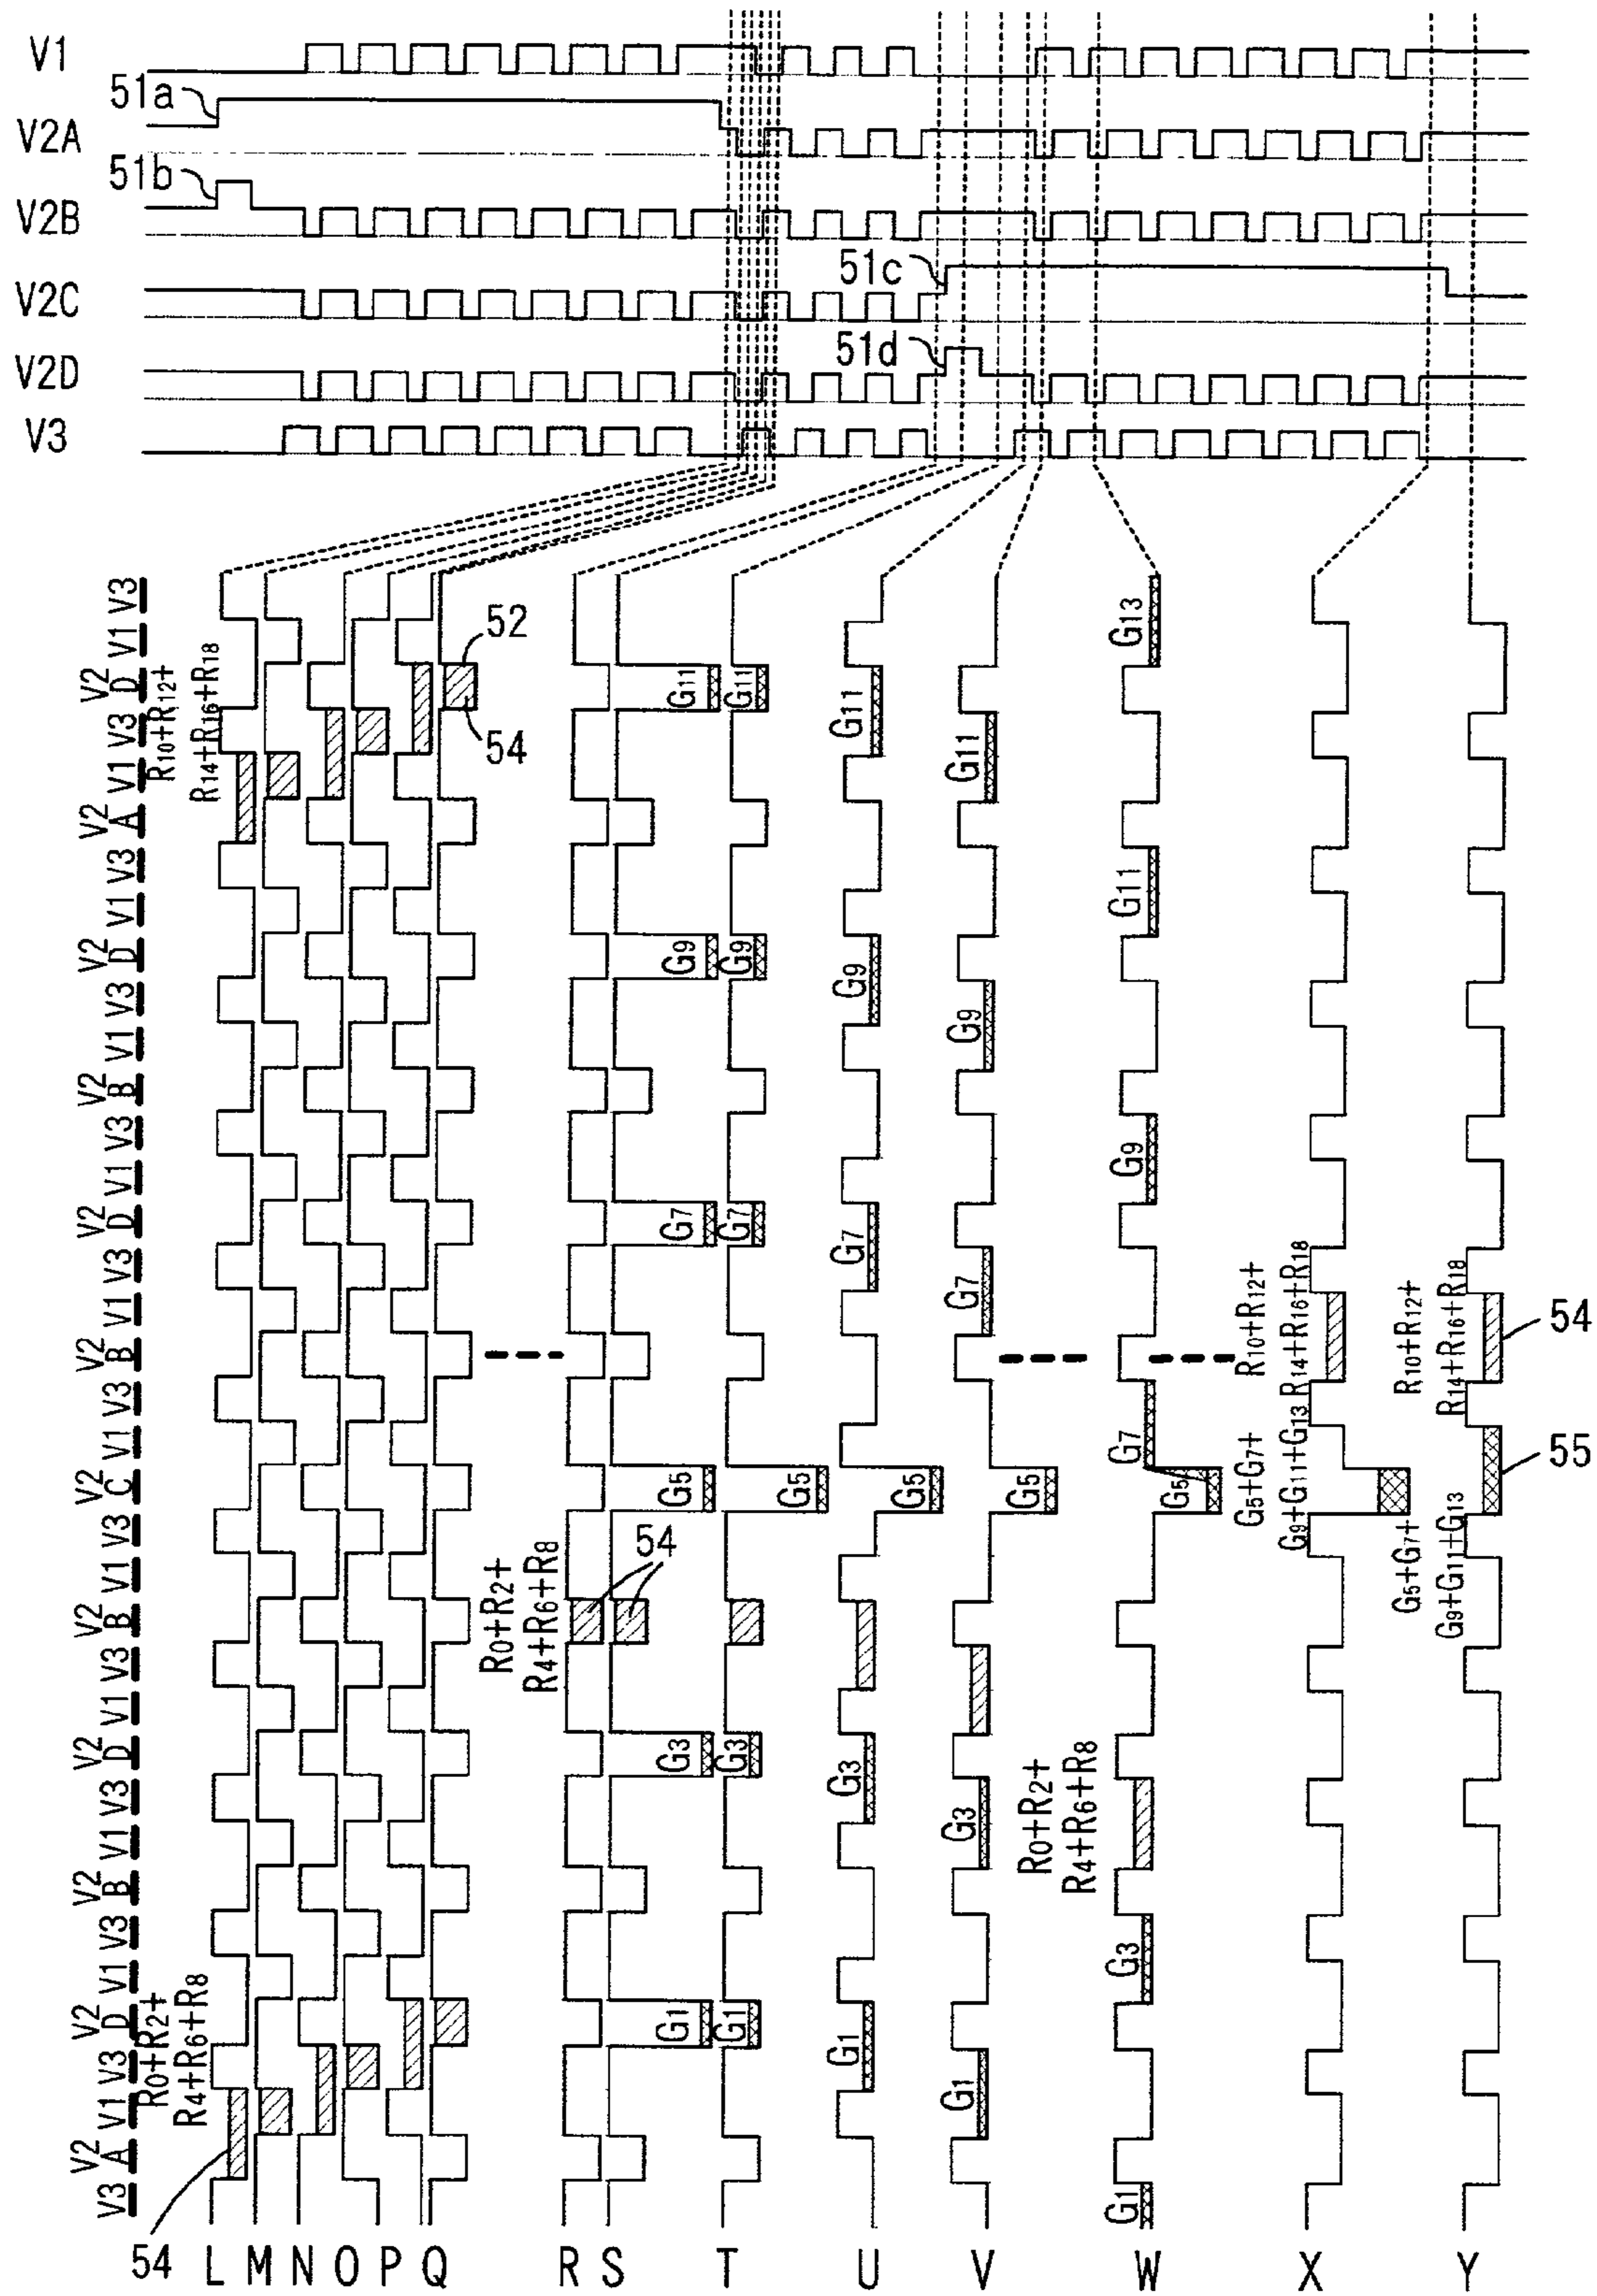 V1
51a
V2A
51b
V2B
51c
V2C
51d
V2D
V3
V3
V1
V2
D
V3
V1
V2
A
V3
V1
V2
D
V3
V1
V2
B
V3
V1
V2
D
V3
V1
V2
B
V3
V1
V2
C
V3
V1
V2
B
V3
V1
V2
D
V3
V1
V2
B
V3
V1
V2
D
V3
V1
V2
A
V3
R10+R12+
R14+R16+R18
52
54
R0+R2+
R4+R6+R8
54
R0+R2+
R4+R6+R8
54
G11
G9
G7
G5
G3
G1
G11
G9
G7
G5
G3
G1
G11
G9
G7
G5
G3
G1
G11
G9
G7
G5
G3
G1
R0+R2+
R4+R6+R8
G13
G11
G9
G7
G5
G3
G1
R10+R12+
R14+R16+R18
G5+G7+
G9+G11+G13
R10+R12+
R14+R16+R18
54
G5+G7+
G9+G11+G13
55
L M N O P Q R S T U V W X Y